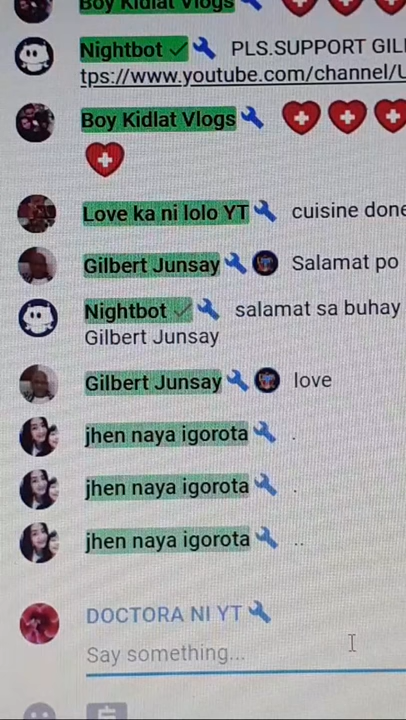 Boy Kidlat Vlogs
Nightbot PLS.SUPPORT GIL
tps://www.youtube.com/channel/U
Boy Kidlat Vlogs
Love ka ni lolo YT cuisine done
Gilbert Junsay Salamat po
Nightbot salamat sa buhay
Gilbert Junsay
Gilbert Junsay love
jhen naya igorota .
jhen naya igorota .
jhen naya igorota ..
DOCTORA NI YT
Say something...